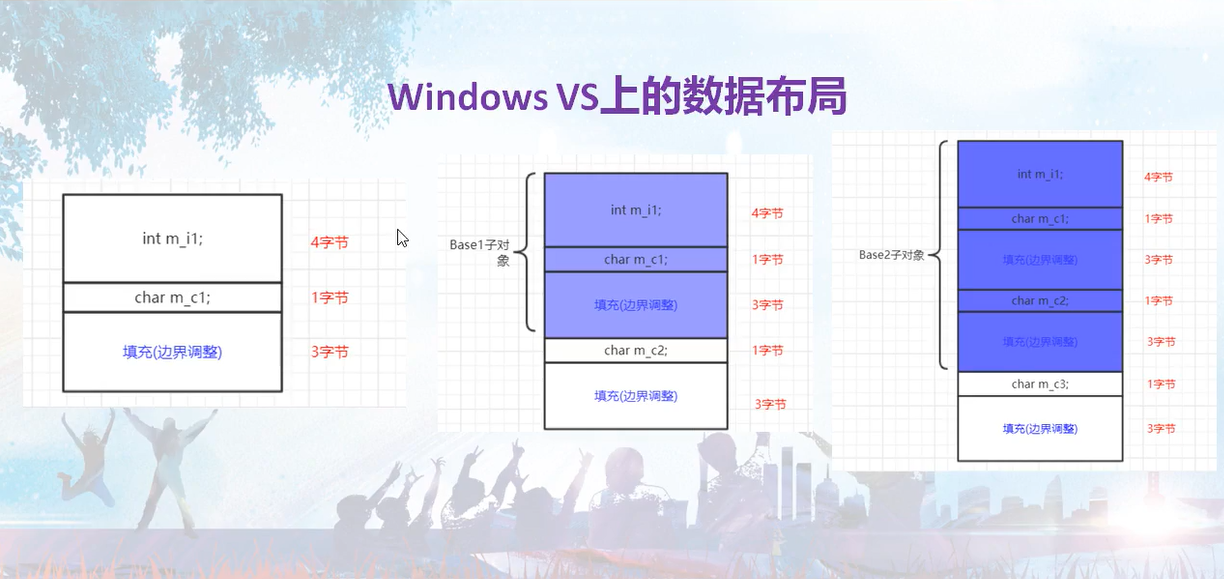 Windows VS上的数据布局
int m_i1;
4字节
char m_c1;
1字节
填充(边界调整)
3字节
Base1子对
象
int m_i1;
4字节
char m_c1;
1字节
填充(边界调整)
3字节
char m_c2;
1字节
填充(边界调整)
3字节
Base2子对象
int m_i1;
4字节
char m_c1;
1字节
填充(边界调整)
3字节
char m_c2;
1字节
填充(边界调整)
3字节
char m_c3;
1字节
填充(边界调整)
3字节